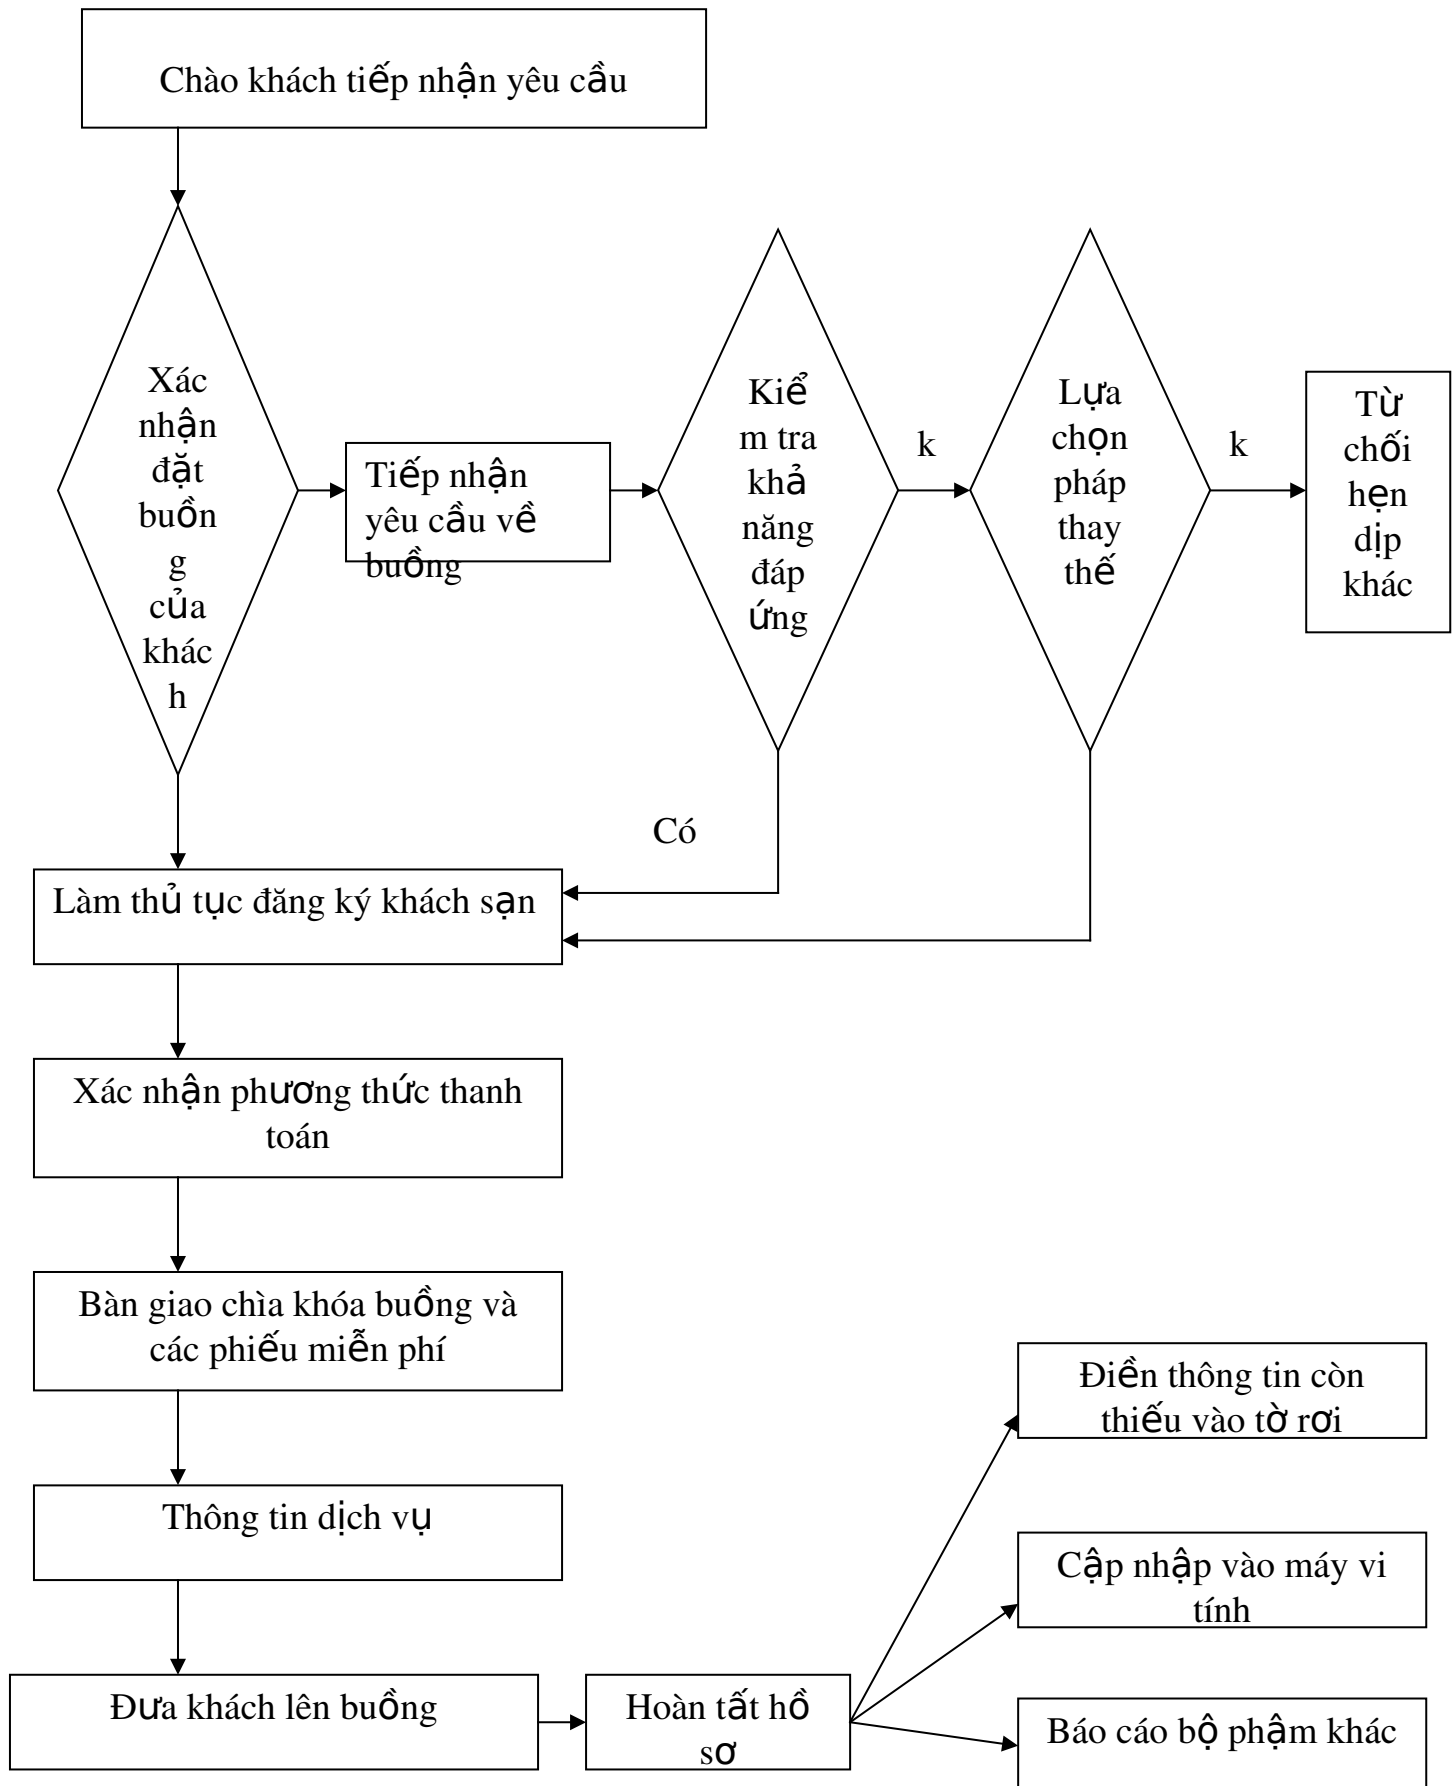 Chào khách tiếp nhận yêu cầu
Xác
nhận
đặt
buồn
g
của
khác
h
Tiếp nhận
yêu cầu về
buồng
Kiể
m tra
khả
năng
đáp
ứng
k
Lựa
chọn
pháp
thay
thế
k
Từ
chối
hẹn
dịp
khác
Có
Làm thủ tục đăng ký khách sạn
Xác nhận phương thức thanh
toán
Bàn giao chìa khóa buồng và
các phiếu miễn phí
Thông tin dịch vụ
Đưa khách lên buồng
Hoàn tất hồ
sơ
Điền thông tin còn
thiếu vào tờ rơi
Cập nhập vào máy vi
tính
Báo cáo bộ phậm khác